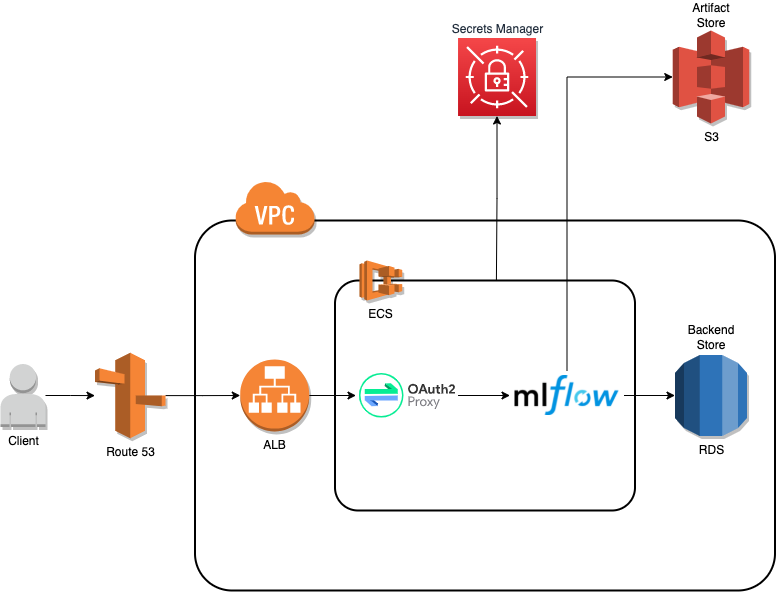 Artifact
Store
Secrets Manager
S3
VPC
ECS
Backend
Store
OAuth2
Proxy
mlflow
Client
Route 53
ALB
RDS